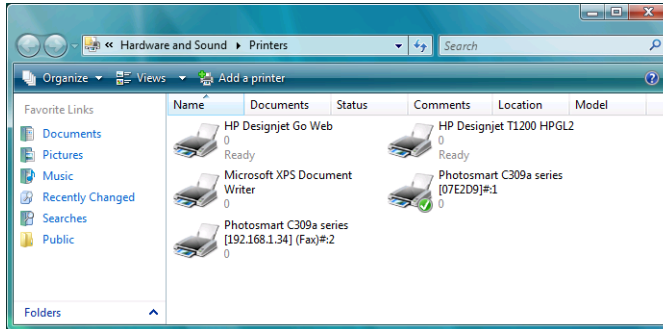 « Hardware and Sound ▸ Printers
Search
Organize Views Add a printer
Favorite Links
Documents
Pictures
Music
Recently Changed
Searches
Public
Folders
Name Documents Status Comments Location Model
HP Designjet Go Web
0
Ready
HP Designjet T1200 HPGL2
0
Ready
Microsoft XPS Document
Writer
0
Photosmart C309a series
[07E2D9]#:1
0
Photosmart C309a series
[192.168.1.34] (Fax)#:2
0